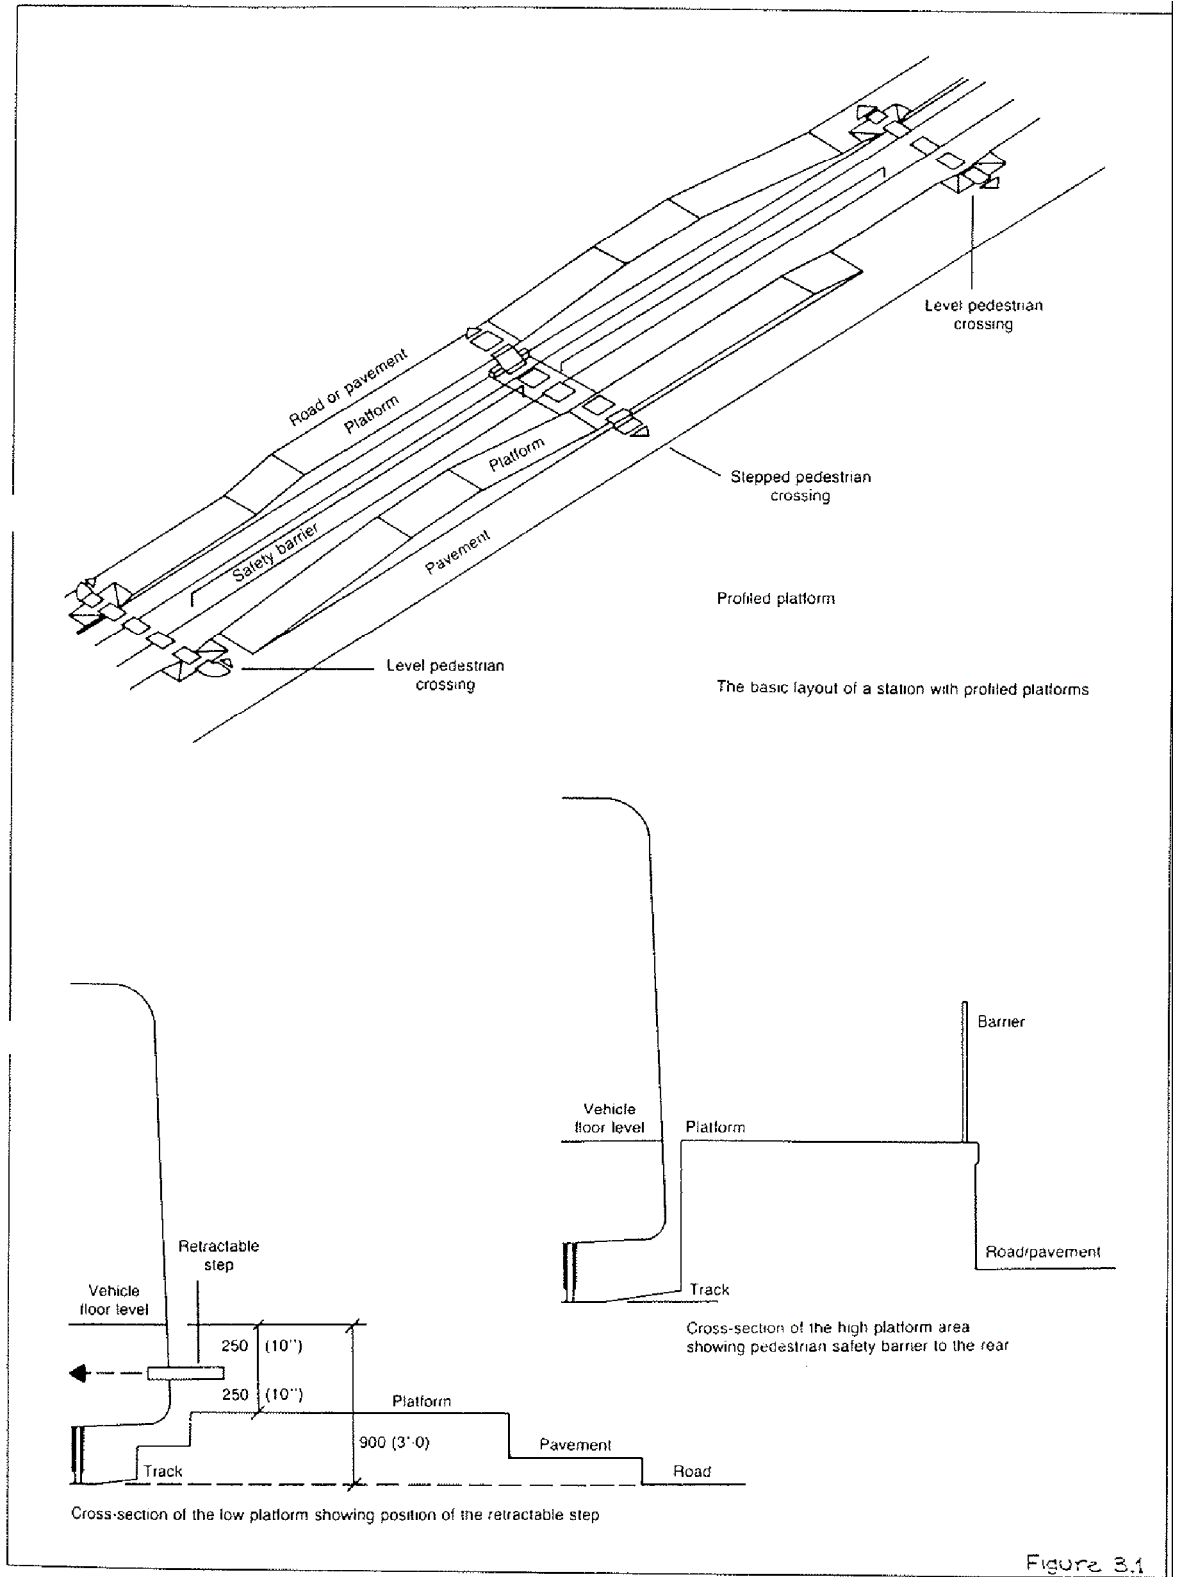 Level pedestrian
crossing
Road or pavement
Platform
Platform
Stepped pedestrian
crossing
Safety barrier
Pavement
Profiled platform
Level pedestrian
crossing
The basic layout of a station with profiled platforms
Barrier
Vehicle
floor level
Platform
Road/pavement
Track
Cross-section of the high platform area
showing pedestrian safety barrier to the rear
Retractable
step
Vehicle
floor level
250 (10'')
250 (10'')
Platform
900 (3'-0)
Pavement
Track
Road
Cross-section of the low platform showing position of the retractable step
Figure 3.1